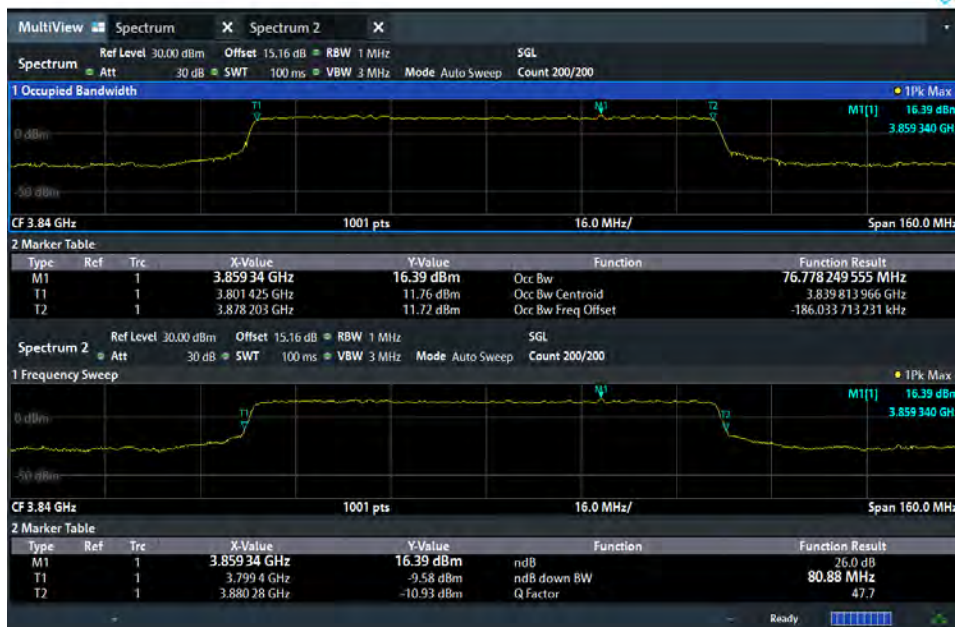 MultiView Spectrum X Spectrum 2 X
Spectrum Ref Level 30.00 dBm Offset 15.16 dB RBW 1 MHz SGL
Att 30 dB SWT 100 ms VBW 3 MHz Mode Auto Sweep Count 200/200
1 Occupied Bandwidth 1Pk Max
T1 M1 T2 M1[1] 16.39 dBm
0 dBm 3.859 340 GH
-50 dBm
CF 3.84 GHz 1001 pts 16.0 MHz/ Span 160.0 MHz
2 Marker Table
Type Ref Trc X-Value Y-Value Function Function Result
M1 1 3.859 34 GHz 16.39 dBm Occ Bw 76.778 249 555 MHz
T1 1 3.801 425 GHz 11.76 dBm Occ Bw Centroid 3.839 813 966 GHz
T2 1 3.878 203 GHz 11.72 dBm Occ Bw Freq Offset -186.033 713 231 kHz
Spectrum 2 Ref Level 30.00 dBm Offset 15.16 dB RBW 1 MHz SGL
Att 30 dB SWT 100 ms VBW 3 MHz Mode Auto Sweep Count 200/200
1 Frequency Sweep 1Pk Max
M1 M1[1] 16.39 dBm
0 dBm T1 T2 3.859 340 GH
-50 dBm
CF 3.84 GHz 1001 pts 16.0 MHz/ Span 160.0 MHz
2 Marker Table
Type Ref Trc X-Value Y-Value Function Function Result
M1 1 3.859 34 GHz 16.39 dBm ndB 26.0 dB
T1 1 3.799 4 GHz -9.58 dBm ndB down BW 80.88 MHz
T2 1 3.880 28 GHz -10.93 dBm Q Factor 47.7
Ready